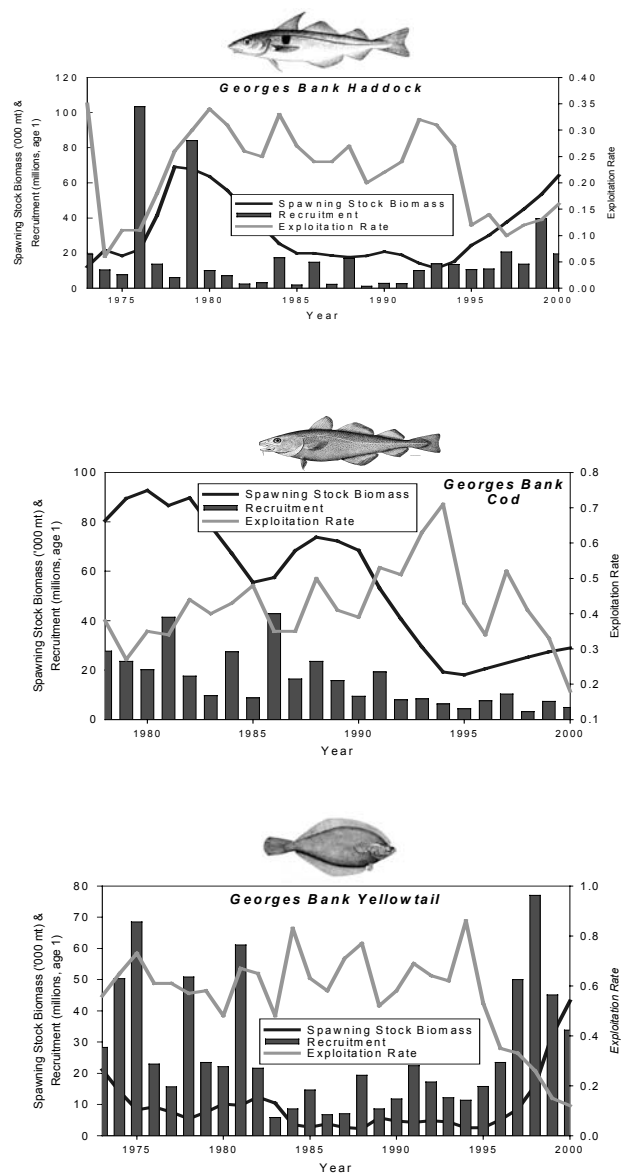 Georges Bank Haddock
Spawning Stock Biomass ('000 mt) &
Recruitment (millions, age 1)
120
100
80
60
40
20
0
Spawning Stock Biomass
Recruitment
Exploitation Rate
0.40
0.35
0.30
0.25
0.20
0.15
0.10
0.05
0.00
Exploitation Rate
1975 1980 1985 1990 1995 2000
Year
Georges Bank
Cod
Spawning Stock Biomass ('000 mt) &
Recruitment (millions, age 1)
100
80
60
40
20
0
Spawning Stock Biomass
Recruitment
Exploitation Rate
0.8
0.7
0.6
0.5
0.4
0.3
0.2
0.1
Exploitation Rate
1980 1985 1990 1995 2000
Year
Georges Bank Yellowtail
Spawning Stock Biomass ('000 mt) &
Recruitment (millions, age 1)
80
70
60
50
40
30
20
10
0
Spawning Stock Biomass
Recruitment
Exploitation Rate
1.0
0.8
0.6
0.4
0.2
0.0
Exploitation Rate
1975 1980 1985 1990 1995 2000
Year